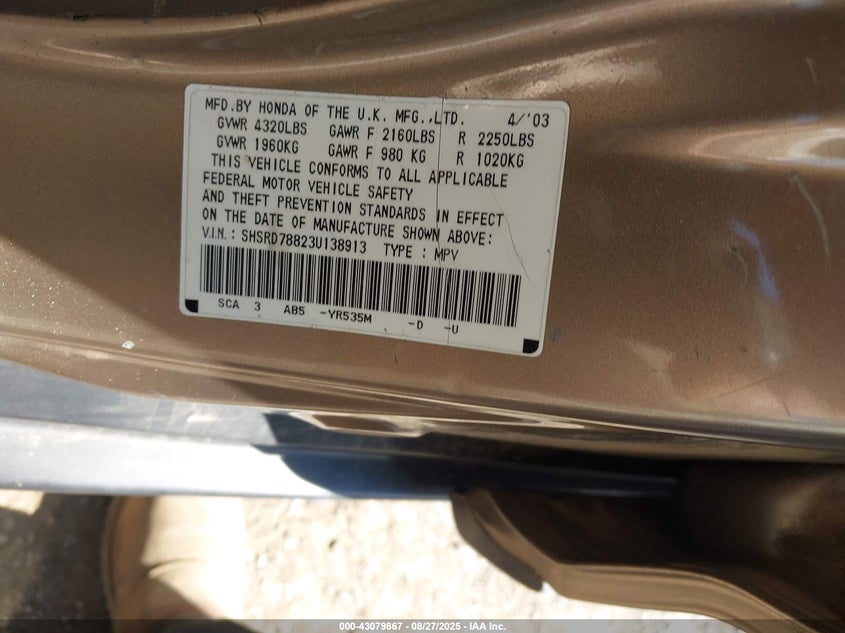 MFD.BY HONDA OF THE U.K. MFG.,LTD. 4/'03
GVWR 4320LBS GAWR F 2160LBS R 2250LBS
GVWR 1960KG GAWR F 980 KG R 1020KG
THIS VEHICLE CONFORMS TO ALL APPLICABLE
FEDERAL MOTOR VEHICLE SAFETY
AND THEFT PREVENTION STANDARDS IN EFFECT
ON THE DATE OF MANUFACTURE SHOWN ABOVE:
V.I.N.: SHSRD78823U138913 TYPE: MPV
SCA 3 AB5 -YR535M -D -U
000-43079867 - 08/27/2025 - IAA Inc.